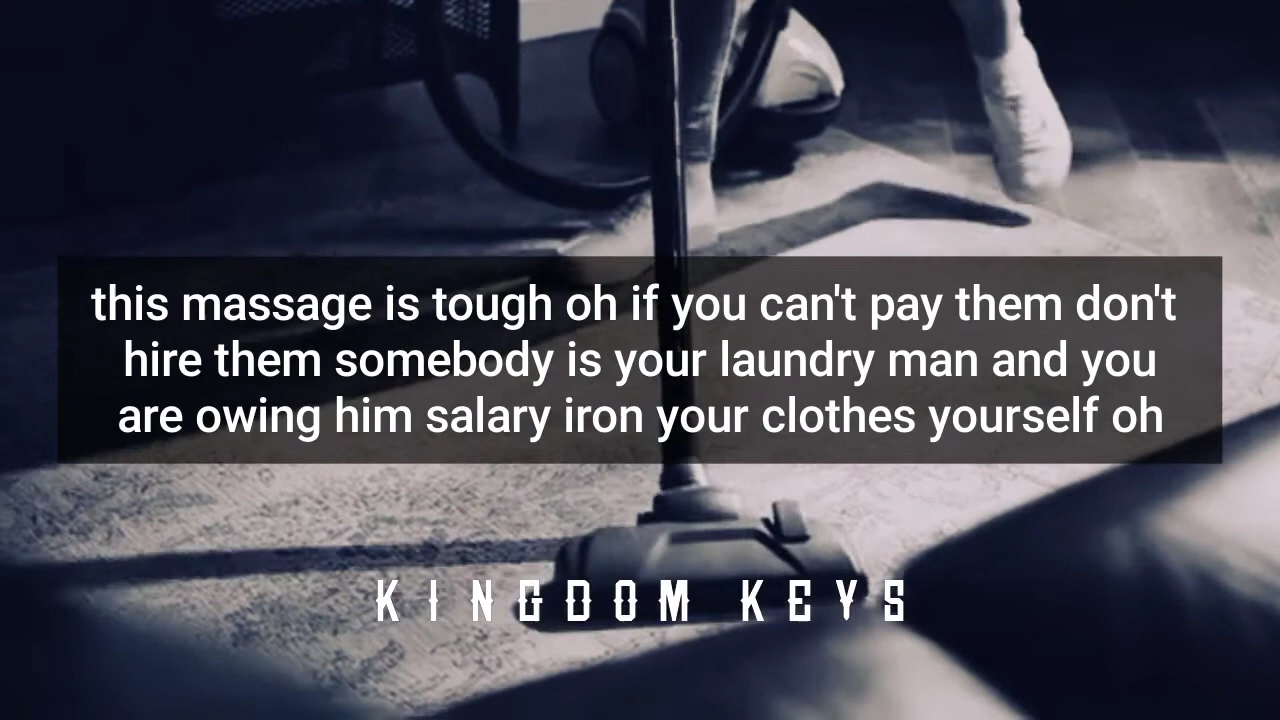 this massage is tough oh if you can't pay them don't
hire them somebody is your laundry man and you
are owing him salary iron your clothes yourself oh
KINGDOM KEYS